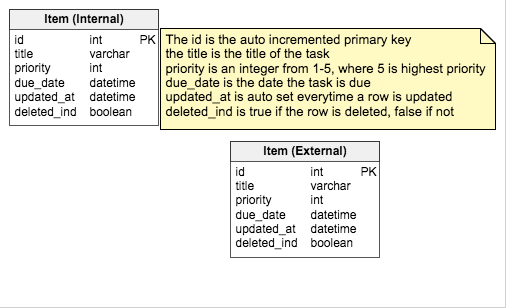 Item (Internal)
id int PK
title varchar
priority int
due_date datetime
updated_at datetime
deleted_ind boolean
The id is the auto incremented primary key
the title is the title of the task
priority is an integer from 1-5, where 5 is highest priority
due_date is the date the task is due
updated_at is auto set everytime a row is updated
deleted_ind is true if the row is deleted, false if not
Item (External)
id int PK
title varchar
priority int
due_date datetime
updated_at datetime
deleted_ind boolean